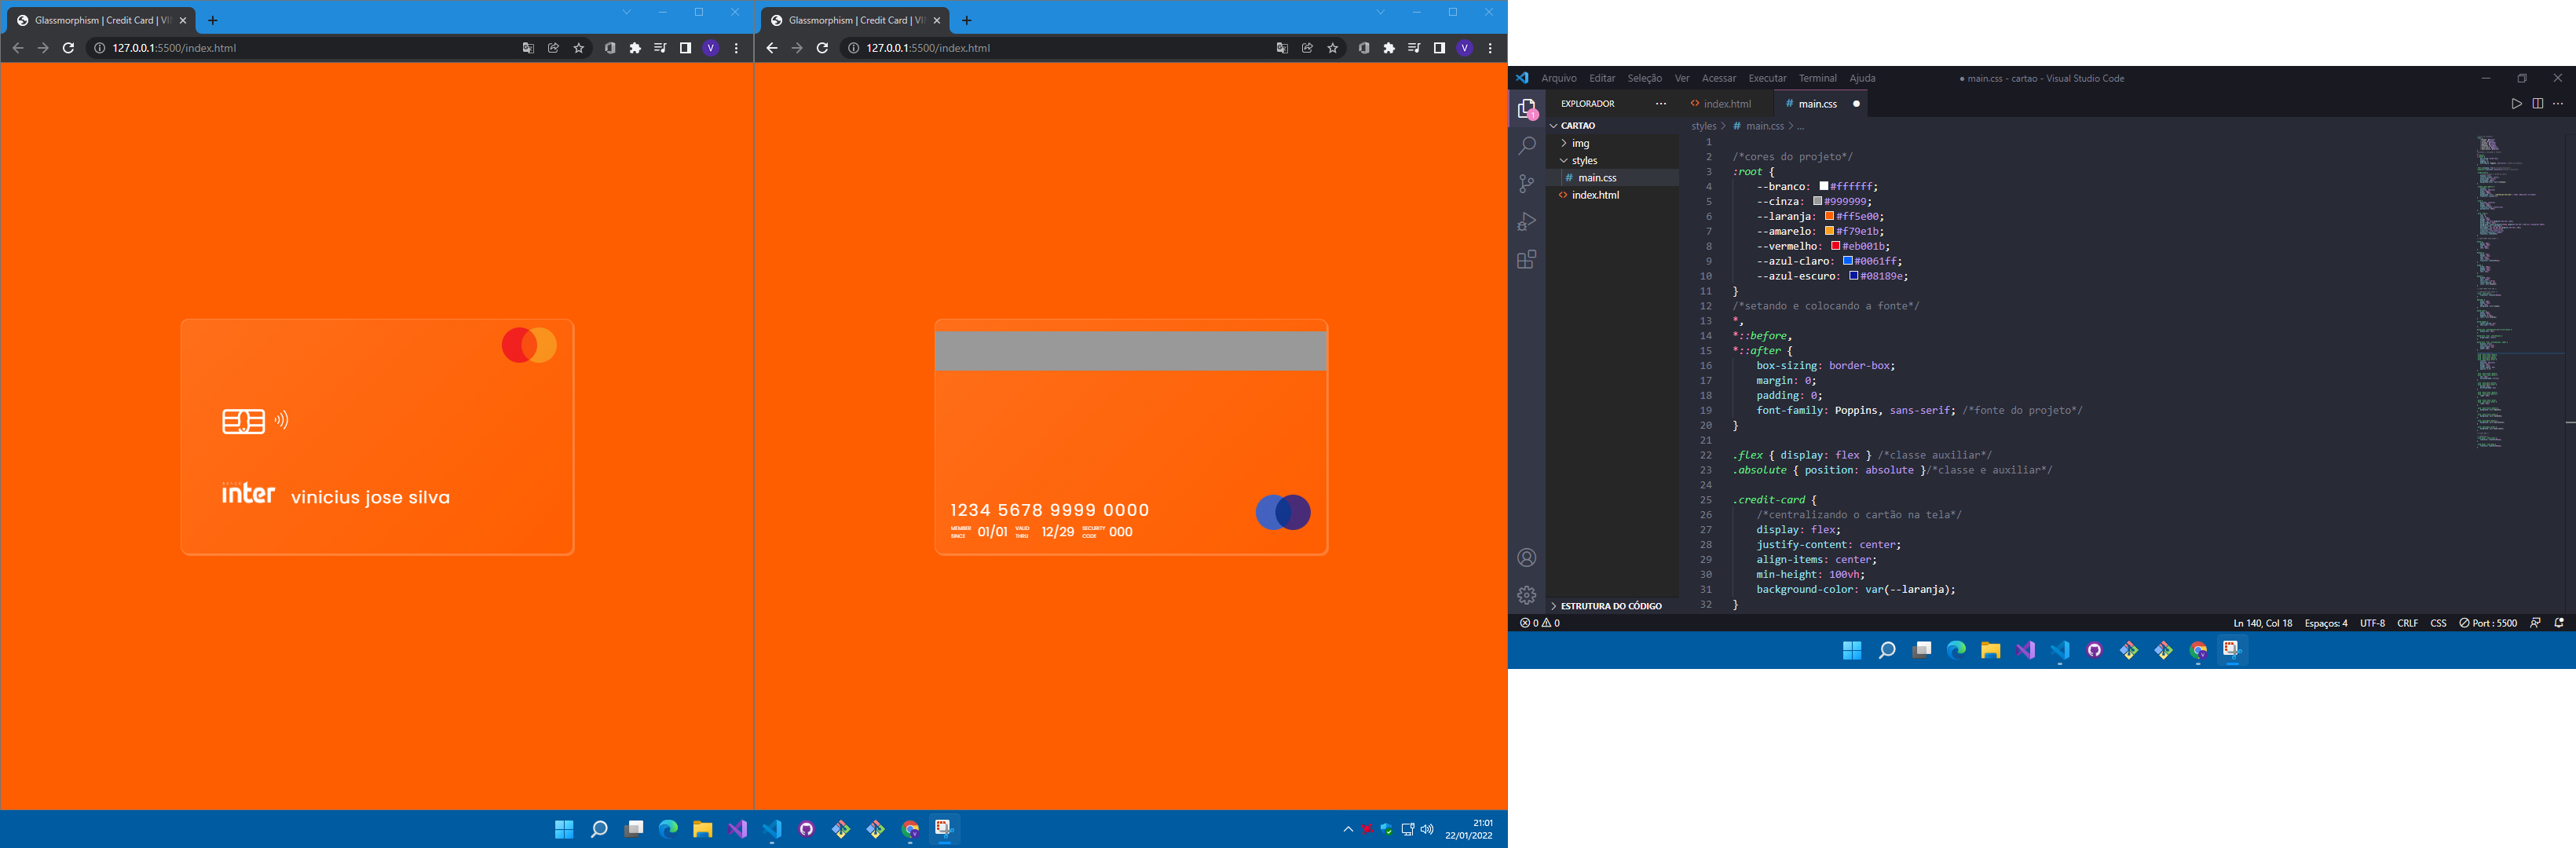 Glassmorphism | Credit Card | VI
127.0.0.1:5500/index.html
V
inter
vinicius jose silva
Glassmorphism | Credit Card | VI
127.0.0.1:5500/index.html
V
1234 5678 9999 0000
MEMBER SINCE 01/01 VALID THRU 12/29 SECURITY CODE 000
21:01
22/01/2022
Arquivo Editar Seleção Ver Acessar Executar Terminal Ajuda
● main.css - cartao - Visual Studio Code
EXPLORADOR
1
CARTAO
img
styles
# main.css
<> index.html
ESTRUTURA DO CÓDIGO
<> index.html
# main.css
styles > # main.css > ...
1
2 /*cores do projeto*/
3 :root {
4 --branco: #ffffff;
5 --cinza: #999999;
6 --laranja: #ff5e00;
7 --amarelo: #f79e1b;
8 --vermelho: #eb001b;
9 --azul-claro: #0061ff;
10 --azul-escuro: #08189e;
11 }
12 /*setando e colocando a fonte*/
13 *,
14 *::before,
15 *::after {
16 box-sizing: border-box;
17 margin: 0;
18 padding: 0;
19 font-family: Poppins, sans-serif; /*fonte do projeto*/
20 }
21
22 .flex { display: flex } /*classe auxiliar*/
23 .absolute { position: absolute }/*classe e auxiliar*/
24
25 .credit-card {
26 /*centralizando o cartão na tela*/
27 display: flex;
28 justify-content: center;
29 align-items: center;
30 min-height: 100vh;
31 background-color: var(--laranja);
32 }
0 0
Ln 140, Col 18 Espaços: 4 UTF-8 CRLF CSS Port : 5500